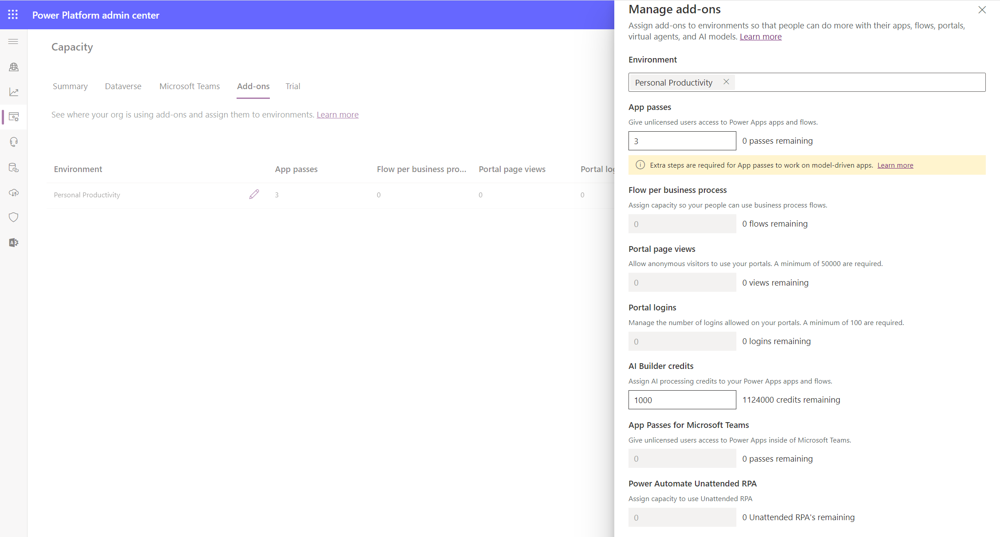 Power Platform admin center
Capacity
Summary
Dataverse
Microsoft Teams
Add-ons
Trial
See where your org is using add-ons and assign them to environments. Learn more
Environment
App passes
Flow per business pro...
Portal page views
Portal log
Personal Productivity
3
0
0
0
Manage add-ons
Assign add-ons to environments so that people can do more with their apps, flows, portals,
virtual agents, and AI models. Learn more
Environment
Personal Productivity
App passes
Give unlicensed users access to Power Apps apps and flows.
3
0 passes remaining
Extra steps are required for App passes to work on model-driven apps. Learn more
Flow per business process
Assign capacity so your people can use business process flows.
0
0 flows remaining
Portal page views
Allow anonymous visitors to use your portals. A minimum of 50000 are required.
0
0 views remaining
Portal logins
Manage the number of logins allowed on your portals. A minimum of 100 are required.
0
0 logins remaining
AI Builder credits
Assign AI processing credits to your Power Apps apps and flows.
1000
1124000 credits remaining
App Passes for Microsoft Teams
Give unlicensed users access to Power Apps inside of Microsoft Teams.
0
0 passes remaining
Power Automate Unattended RPA
Assign capacity to use Unattended RPA
0
0 Unattended RPA's remaining